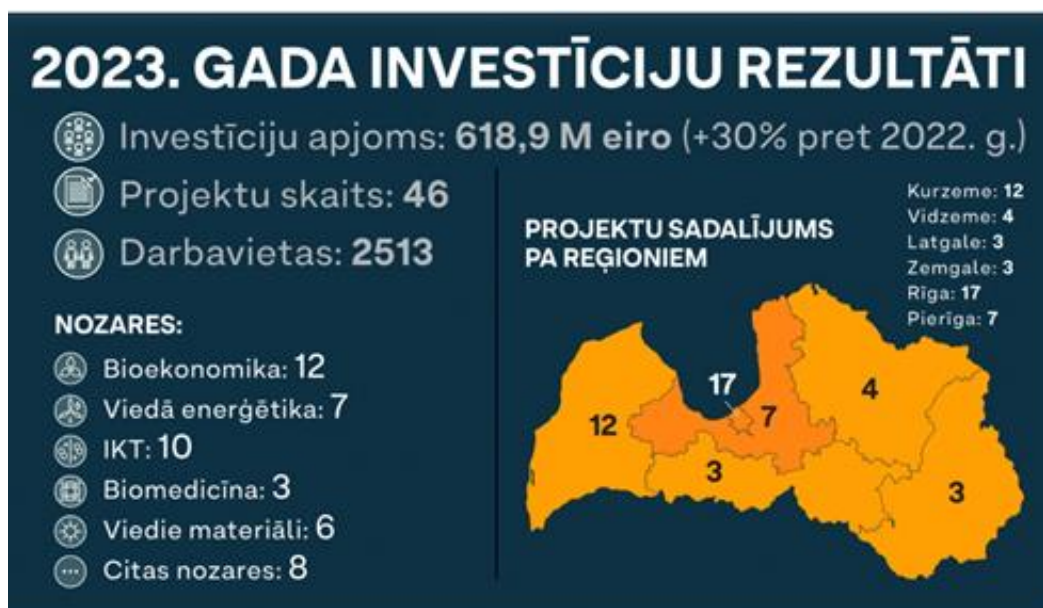 2023. GADA INVESTĪCIJU REZULTĀTI
Investīciju apjoms: 618,9 M eiro (+30% pret 2022. g.)
Projektu skaits: 46
Darbavietas: 2513
NOZARES:
Bioekonomika: 12
Viedā enerģētika: 7
IKT: 10
Biomedicīna: 3
Viedie materiāli: 6
Citas nozares: 8
PROJEKTU SADALĪJUMS
PA REĢIONIEM
Kurzeme: 12
Vidzeme: 4
Latgale: 3
Zemgale: 3
Rīga: 17
Pierīga: 7
17
4
12
7
3
3